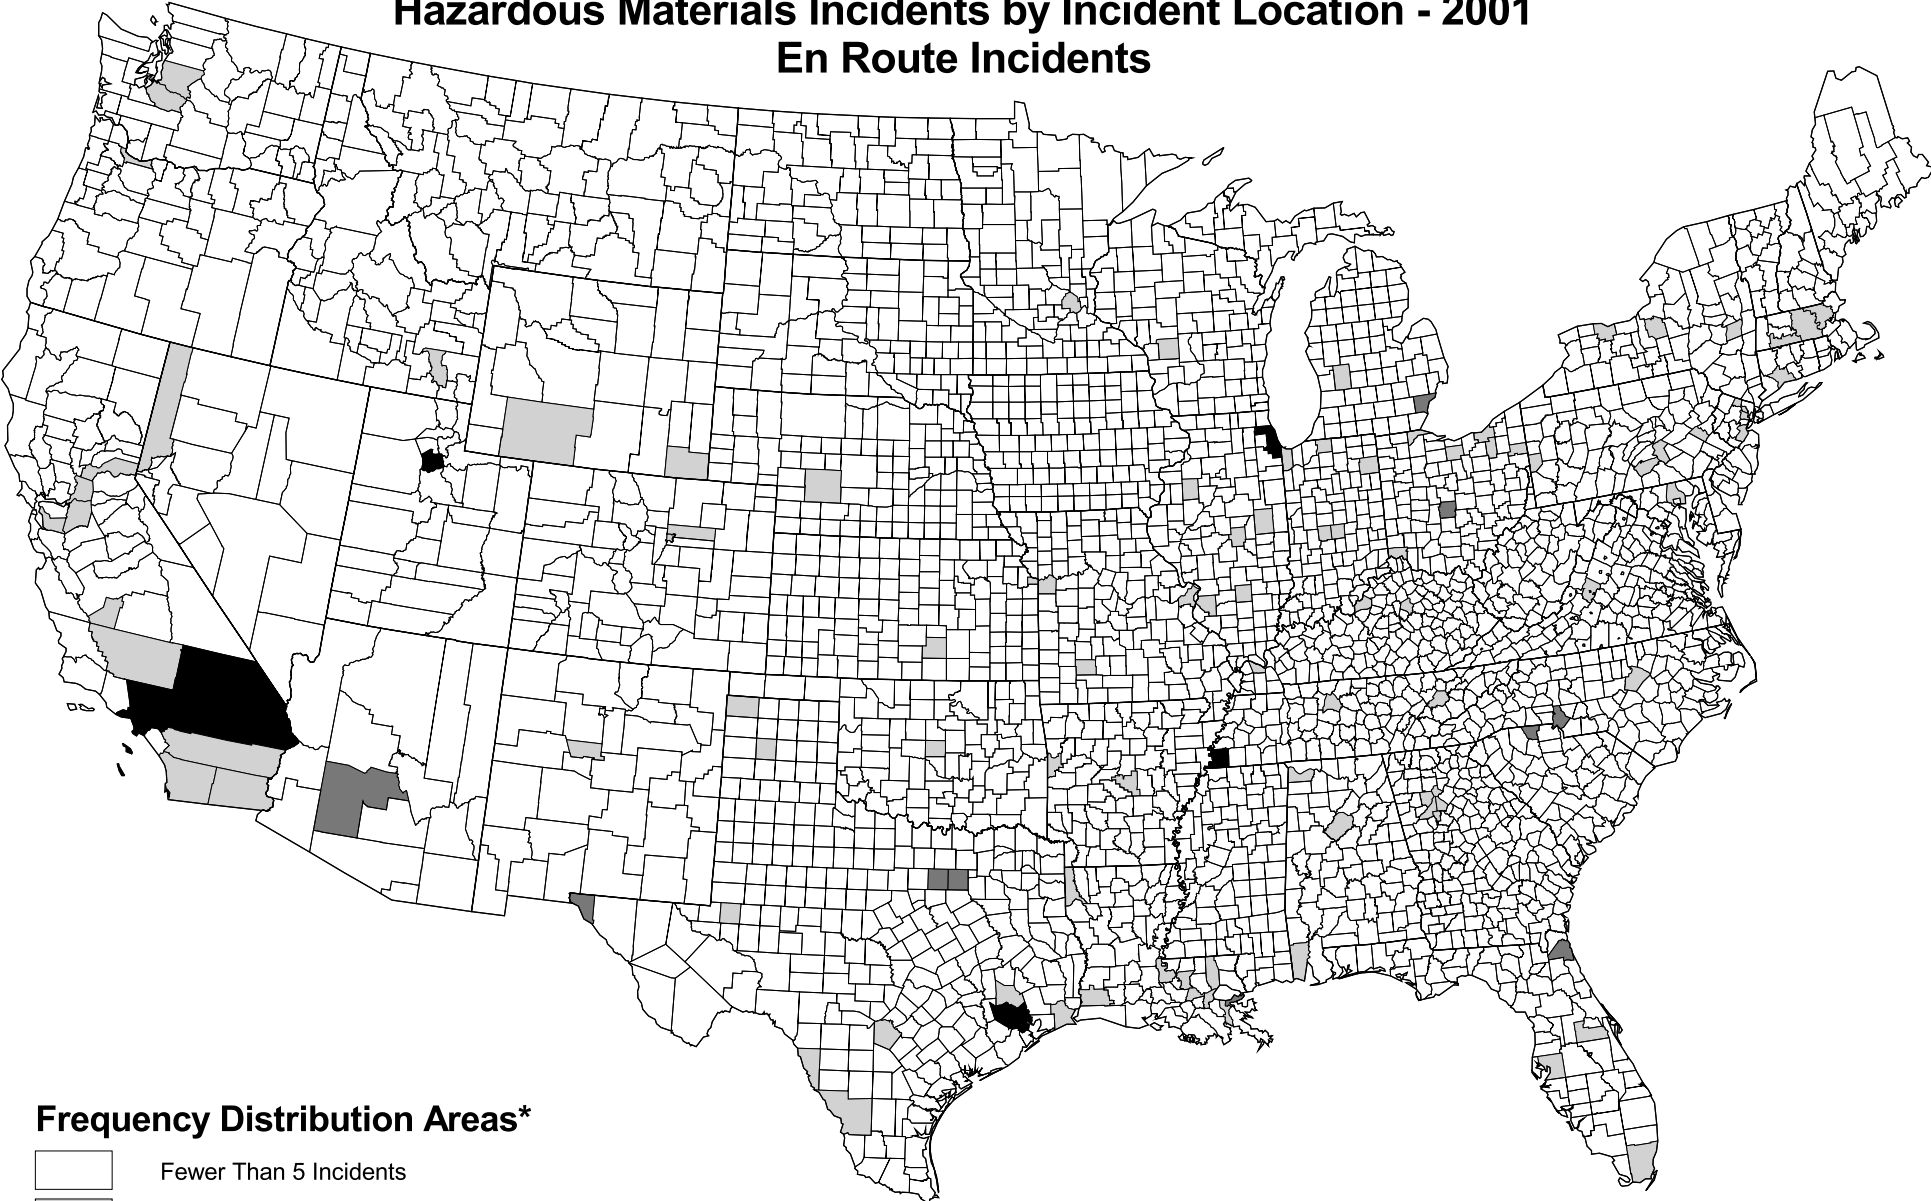 Hazardous Materials Incidents by Incident Location - 2001
En Route Incidents
Frequency Distribution Areas*
Fewer Than 5 Incidents